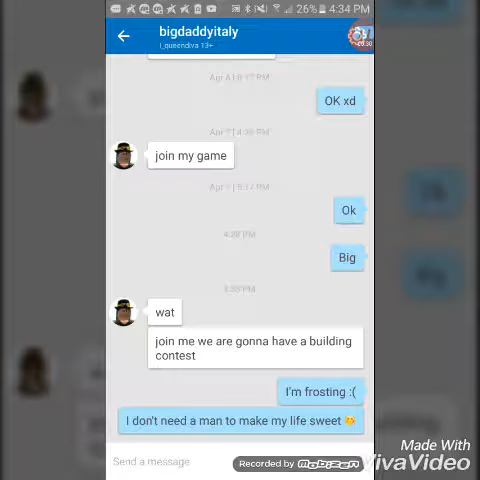 26% 4:34 PM
bigdaddyitaly
i_queendiva 13+
OK xd
join my game
Ok
Big
wat
join me we are gonna have a building
contest
I'm frosting :(
I don't need a man to make my life sweet 🤭
Send a message
Recorded by
Made With
VivaVideo